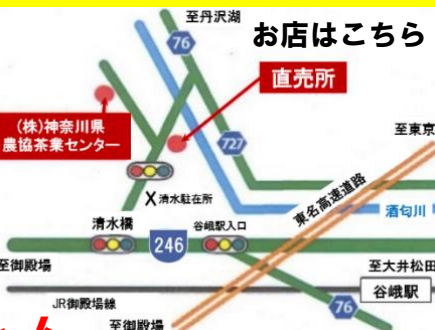 至丹沢湖
お店はこちら
76
直売所
(株)神奈川県
農協茶業センター
727
至東京
X清水駐在所
東名高速道路
酒匂川
清水橋
246
谷峨駅入口
至御殿場
至大井松田
谷峨駅
JR御殿場線
76
至御殿場